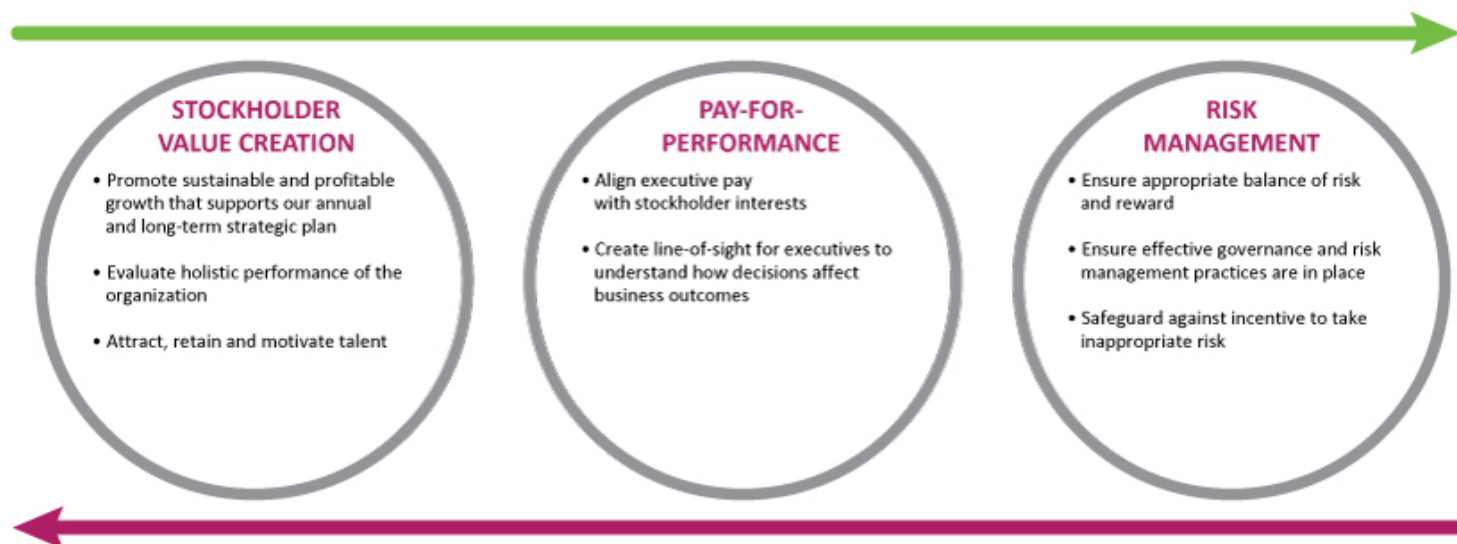 STOCKHOLDER
VALUE CREATION
• Promote sustainable and profitable
growth that supports our annual
and long-term strategic plan
• Evaluate holistic performance of the
organization
• Attract, retain and motivate talent
PAY-FOR-
PERFORMANCE
• Align executive pay
with stockholder interests
• Create line-of-sight for executives to
understand how decisions affect
business outcomes
RISK
MANAGEMENT
• Ensure appropriate balance of risk
and reward
• Ensure effective governance and risk
management practices are in place
• Safeguard against incentive to take
inappropriate risk